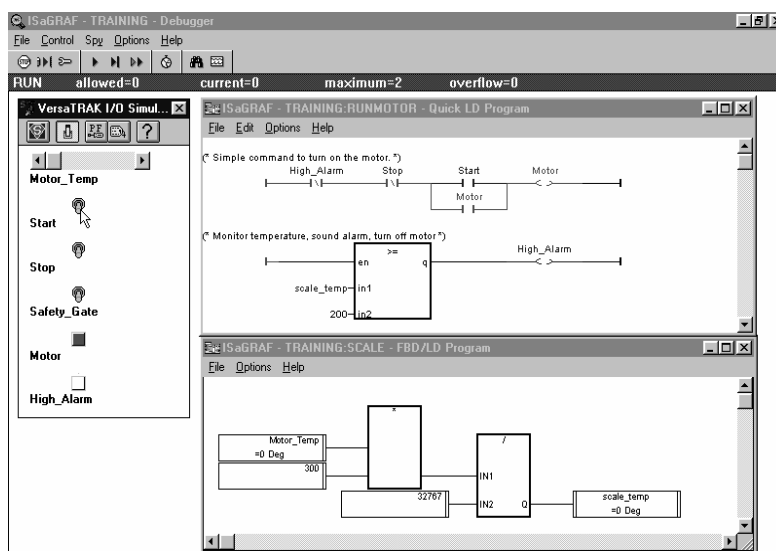 ISaGRAF - TRAINING - Debugger
File Control Spy Options Help
RUN allowed=0 current=0 maximum=2 overflow=0
VersaTRAK I/O Simul...
Motor_Temp
Start
Stop
Safety_Gate
Motor
High_Alarm
ISaGRAF - TRAINING:RUNMOTOR - Quick LD Program
File Edit Options Help
(* Simple command to turn on the motor. *)
High_Alarm Stop Start Motor
Motor
(* Monitor temperature, sound alarm, turn off motor *)
>= High_Alarm
en q
scale_temp in1
200 in2
ISaGRAF - TRAINING:SCALE - FBD/LD Program
File Options Help
* /
Motor_Temp
=0 Deg
300
IN1
32767 IN2 Q
scale_temp
=0 Deg